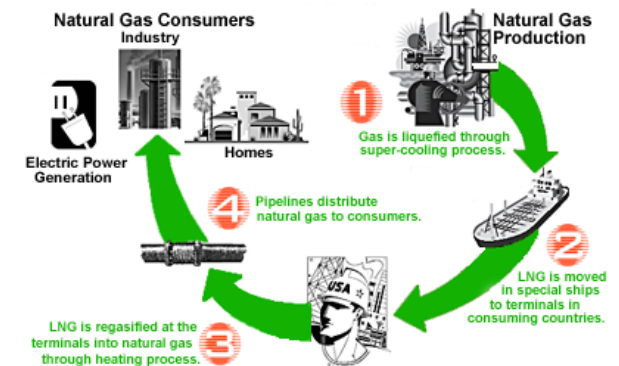 Natural Gas Consumers
Industry
Homes
Electric Power
Generation
Natural Gas
Production
1
Gas is liquefied through
super-cooling process.
2
LNG is moved
in special ships
to terminals in
consuming countries.
USA
3
LNG is regasified at the
terminals into natural gas
through heating process.
4
Pipelines distribute
natural gas to consumers.